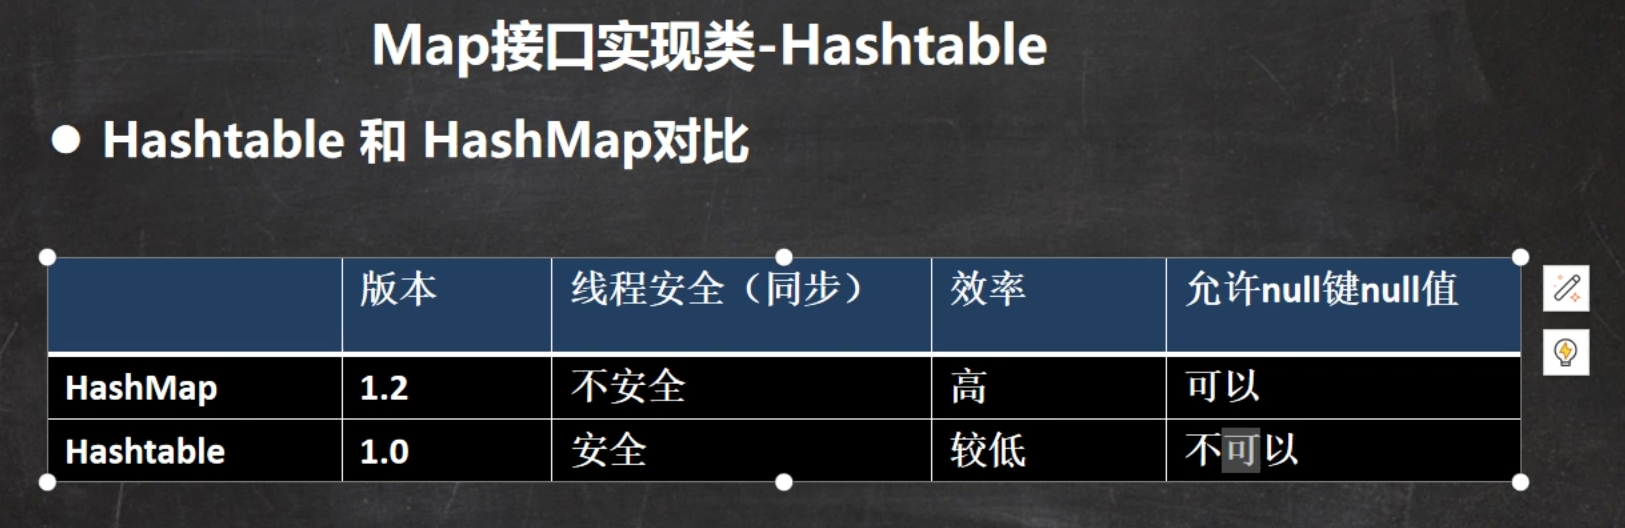 Map接口实现类-Hashtable
● Hashtable 和 HashMap对比
版本 线程安全（同步） 效率 允许null键null值
HashMap 1.2 不安全 高 可以
Hashtable 1.0 安全 较低 不可以